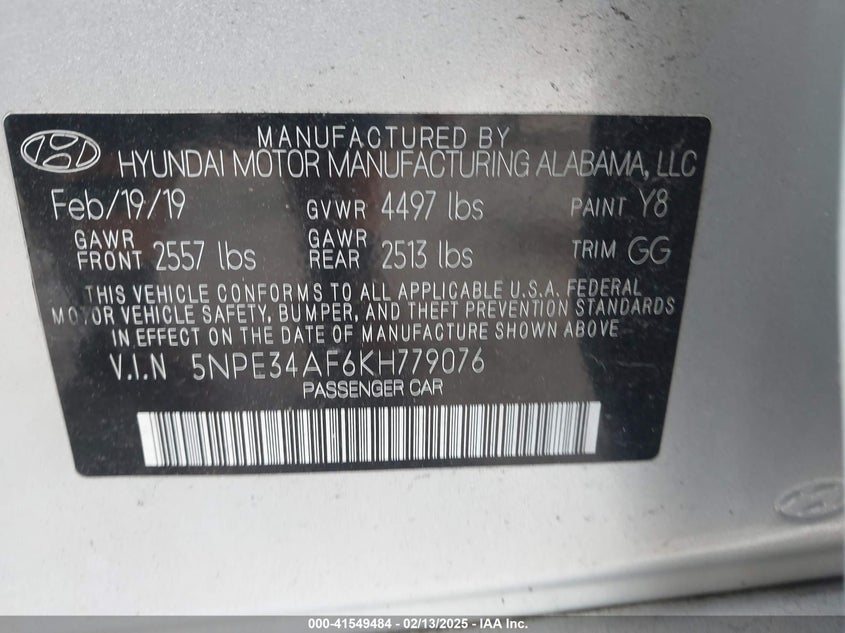 MANUFACTURED BY
HYUNDAI MOTOR MANUFACTURING ALABAMA, LLC
Feb/19/19 GVWR 4497 lbs PAINT Y8
GAWR FRONT 2557 lbs GAWR REAR 2513 lbs TRIM GG
THIS VEHICLE CONFORMS TO ALL APPLICABLE U.S.A. FEDERAL
MOTOR VEHICLE SAFETY, BUMPER, AND THEFT PREVENTION STANDARDS
IN EFFECT ON THE DATE OF MANUFACTURE SHOWN ABOVE
V.I.N 5NPE34AF6KH779076
PASSENGER CAR
000-41549484 - 02/13/2025 - IAA Inc.